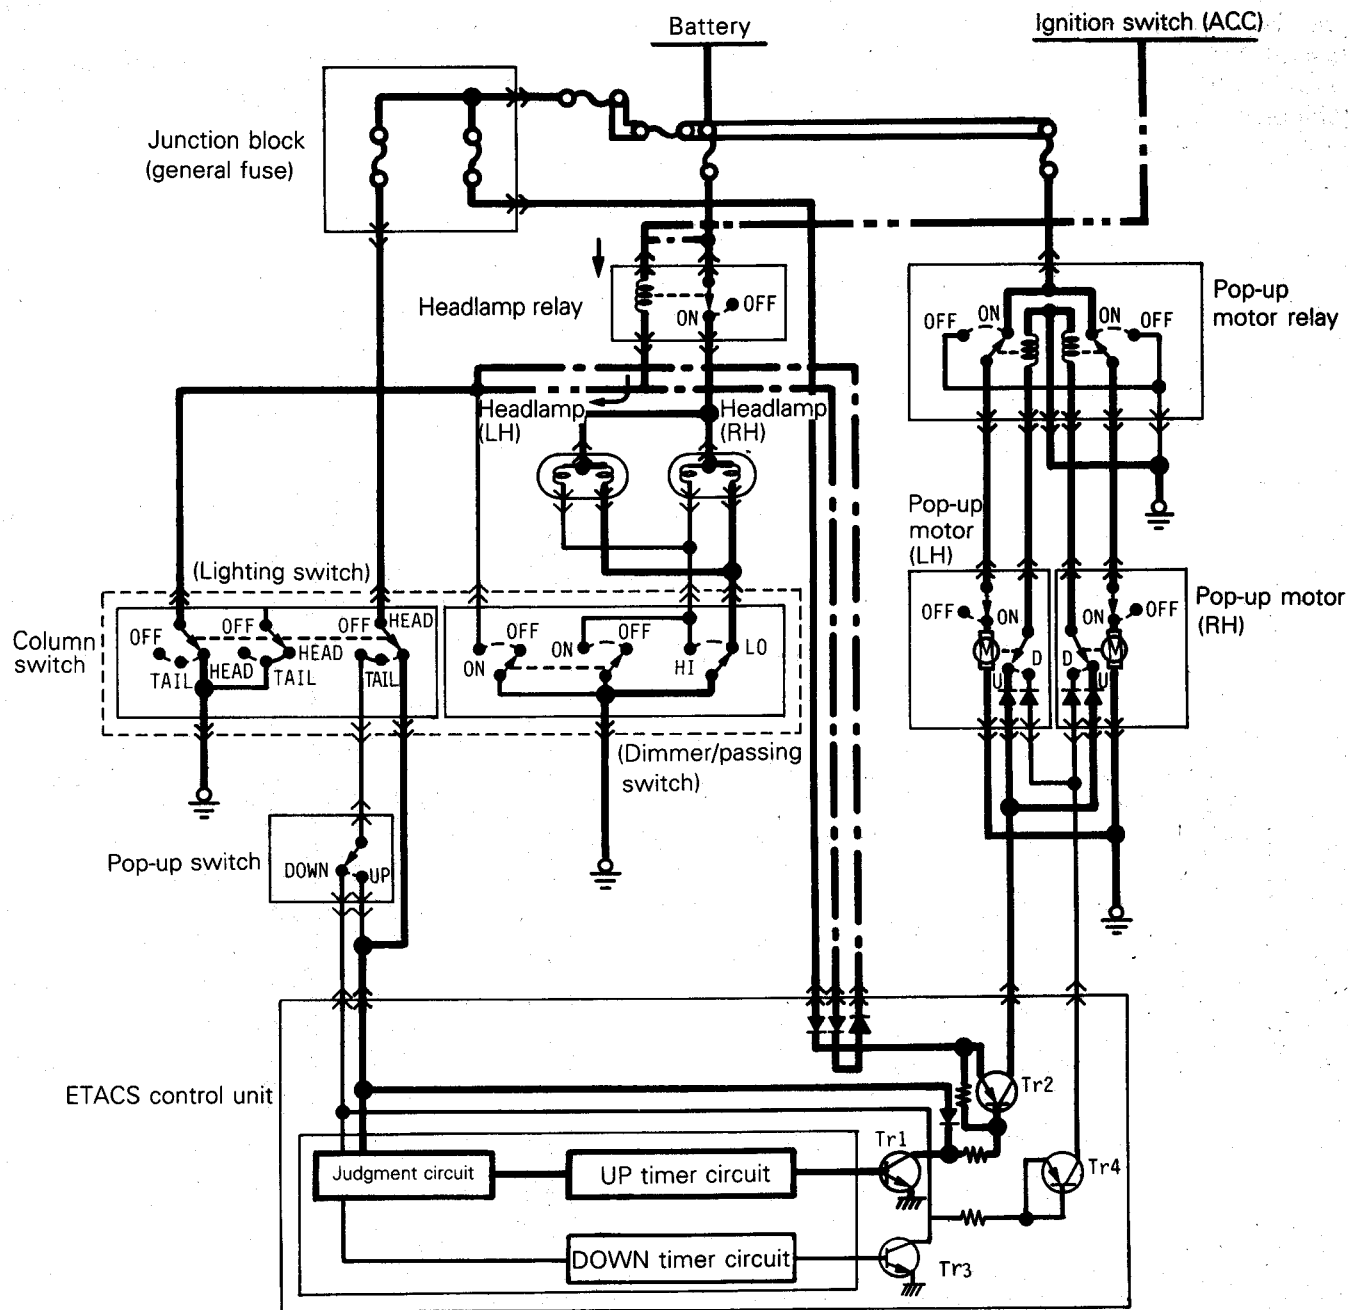 Battery
Ignition switch (ACC)
Junction block
(general fuse)
Headlamp relay
ON
OFF
Pop-up
motor relay
OFF
ON
ON
OFF
Headlamp
(LH)
Headlamp
(RH)
Pop-up
motor
(LH)
(Lighting switch)
Column
switch
OFF
TAIL
HEAD
OFF
HEAD
TAIL
OFF
HEAD
TAIL
ON
OFF
ON
OFF
HI
LO
OFF
ON
M
D
U
ON
OFF
M
D
U
Pop-up motor
(RH)
(Dimmer/passing
switch)
Pop-up switch
DOWN
UP
ETACS control unit
Judgment circuit
UP timer circuit
DOWN timer circuit
Tr1
Tr2
Tr3
Tr4